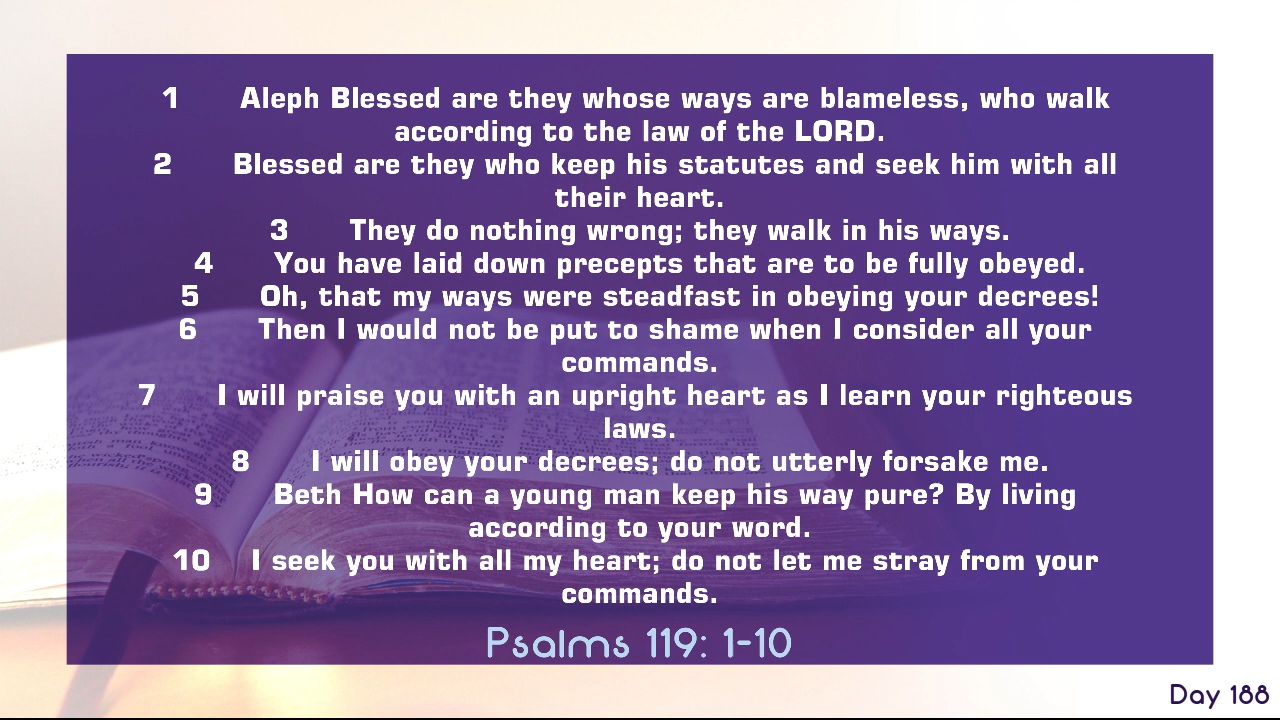 1 Aleph Blessed are they whose ways are blameless, who walk
according to the law of the LORD.
2 Blessed are they who keep his statutes and seek him with all
their heart.
3 They do nothing wrong; they walk in his ways.
4 You have laid down precepts that are to be fully obeyed.
5 Oh, that my ways were steadfast in obeying your decrees!
6 Then I would not be put to shame when I consider all your
commands.
7 I will praise you with an upright heart as I learn your righteous
laws.
8 I will obey your decrees; do not utterly forsake me.
9 Beth How can a young man keep his way pure? By living
according to your word.
10 I seek you with all my heart; do not let me stray from your
commands.
Psalms 119: 1-10
Day 188